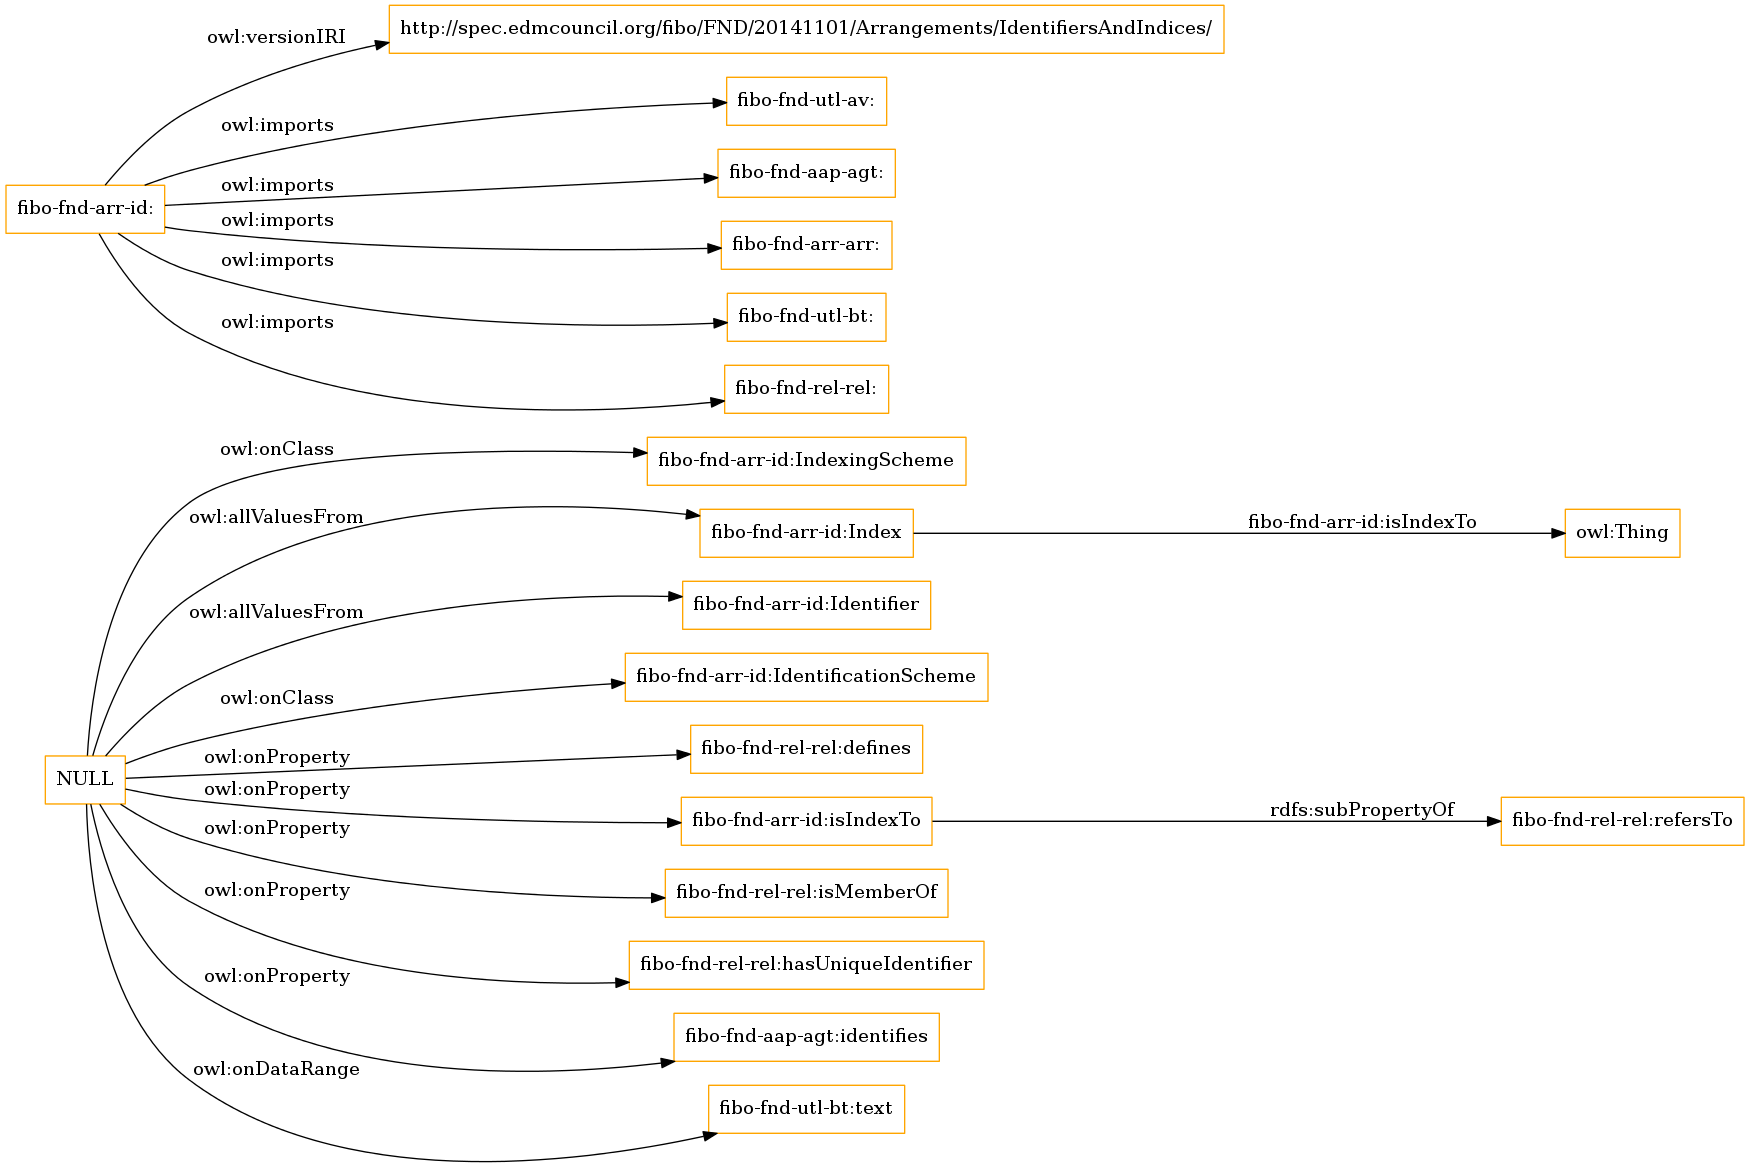 owl:versionIRI
http://spec.edmcouncil.org/fibo/FND/20141101/Arrangements/IdentifiersAndIndices/
fibo-fnd-arr-id:
owl:imports
fibo-fnd-utl-av:
owl:imports
fibo-fnd-aap-agt:
owl:imports
fibo-fnd-arr-arr:
owl:imports
fibo-fnd-utl-bt:
owl:imports
fibo-fnd-rel-rel:
NULL
owl:onClass
fibo-fnd-arr-id:IndexingScheme
owl:allValuesFrom
fibo-fnd-arr-id:Index
fibo-fnd-arr-id:isIndexTo
owl:Thing
owl:allValuesFrom
fibo-fnd-arr-id:Identifier
owl:onClass
fibo-fnd-arr-id:IdentificationScheme
owl:onProperty
fibo-fnd-rel-rel:defines
owl:onProperty
fibo-fnd-arr-id:isIndexTo
rdfs:subPropertyOf
fibo-fnd-rel-rel:refersTo
owl:onProperty
fibo-fnd-rel-rel:isMemberOf
owl:onProperty
fibo-fnd-rel-rel:hasUniqueIdentifier
owl:onProperty
fibo-fnd-aap-agt:identifies
owl:onDataRange
fibo-fnd-utl-bt:text